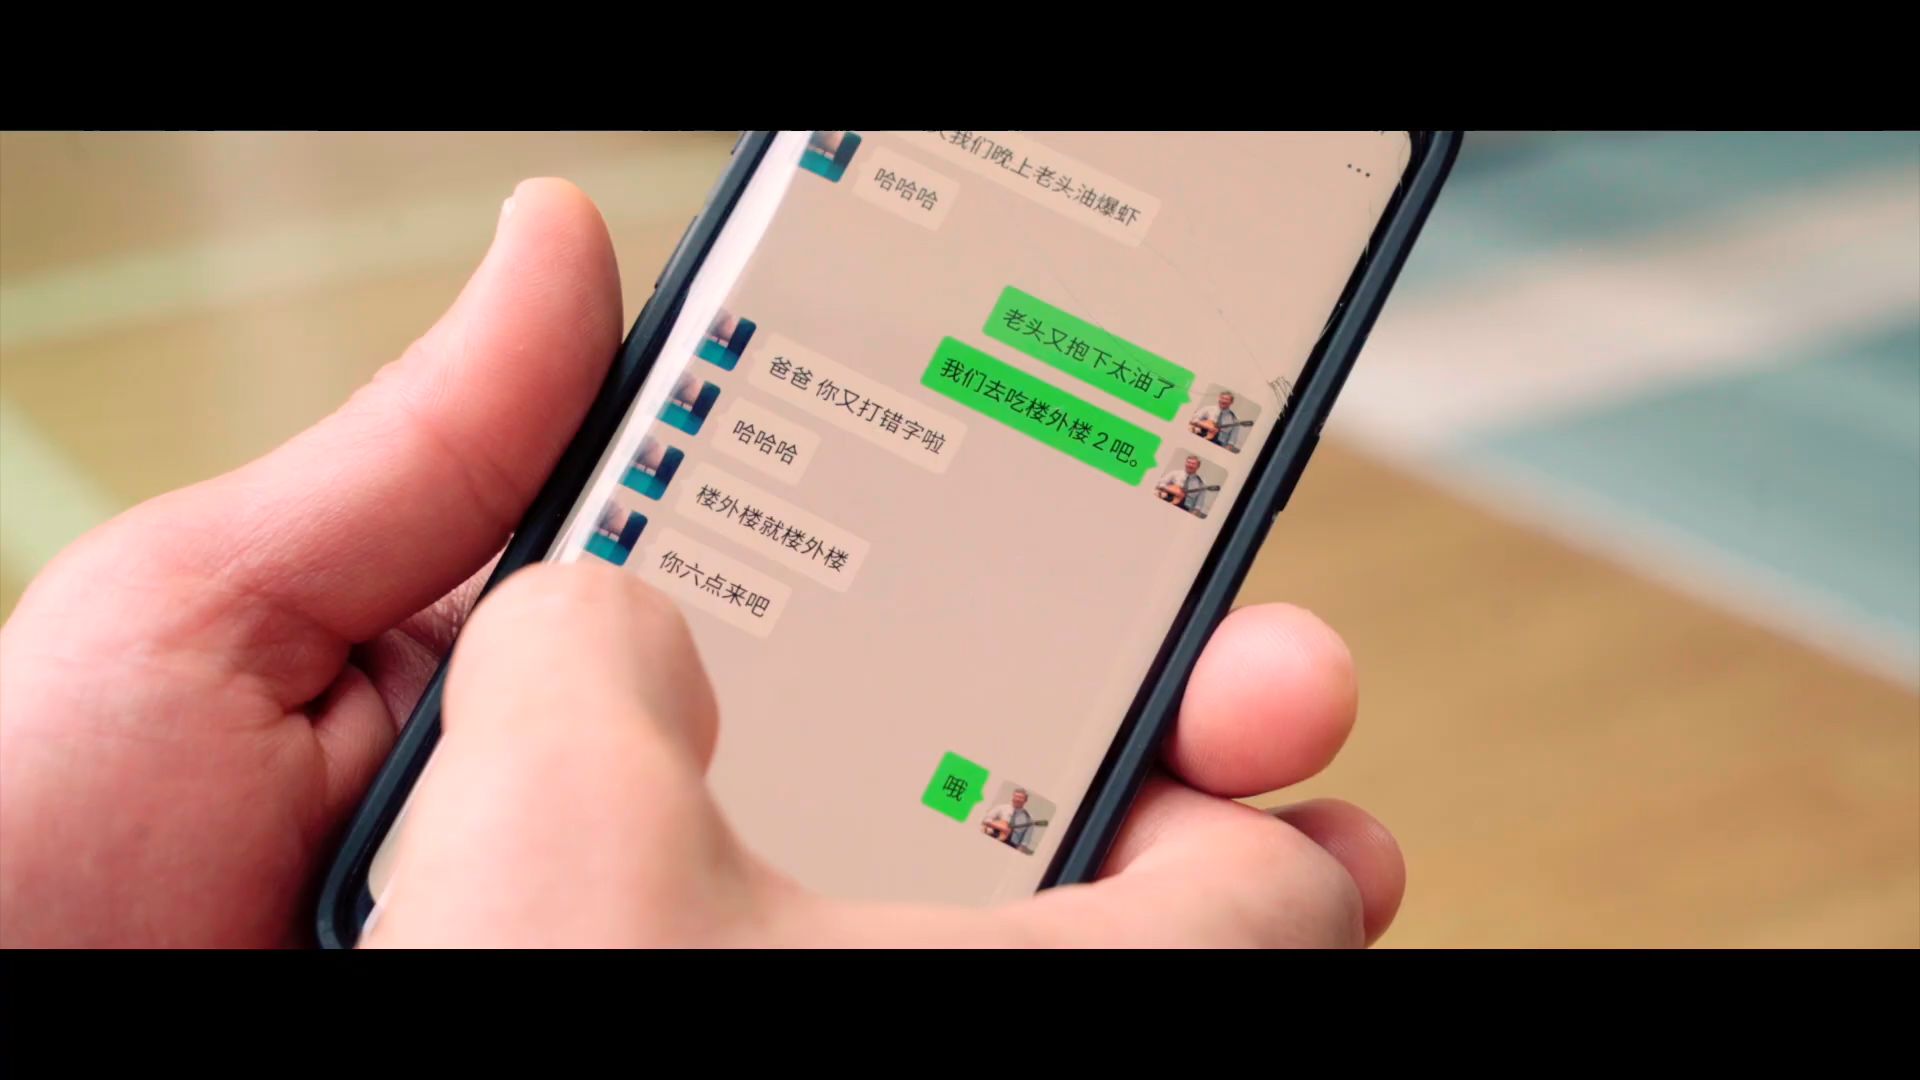 我们晚上老头油爆虾
哈哈哈
老头又抱下太油了
我们去吃楼外楼2吧。
爸爸 你又打错字啦
哈哈哈
楼外楼就楼外楼
你六点来吧
哦